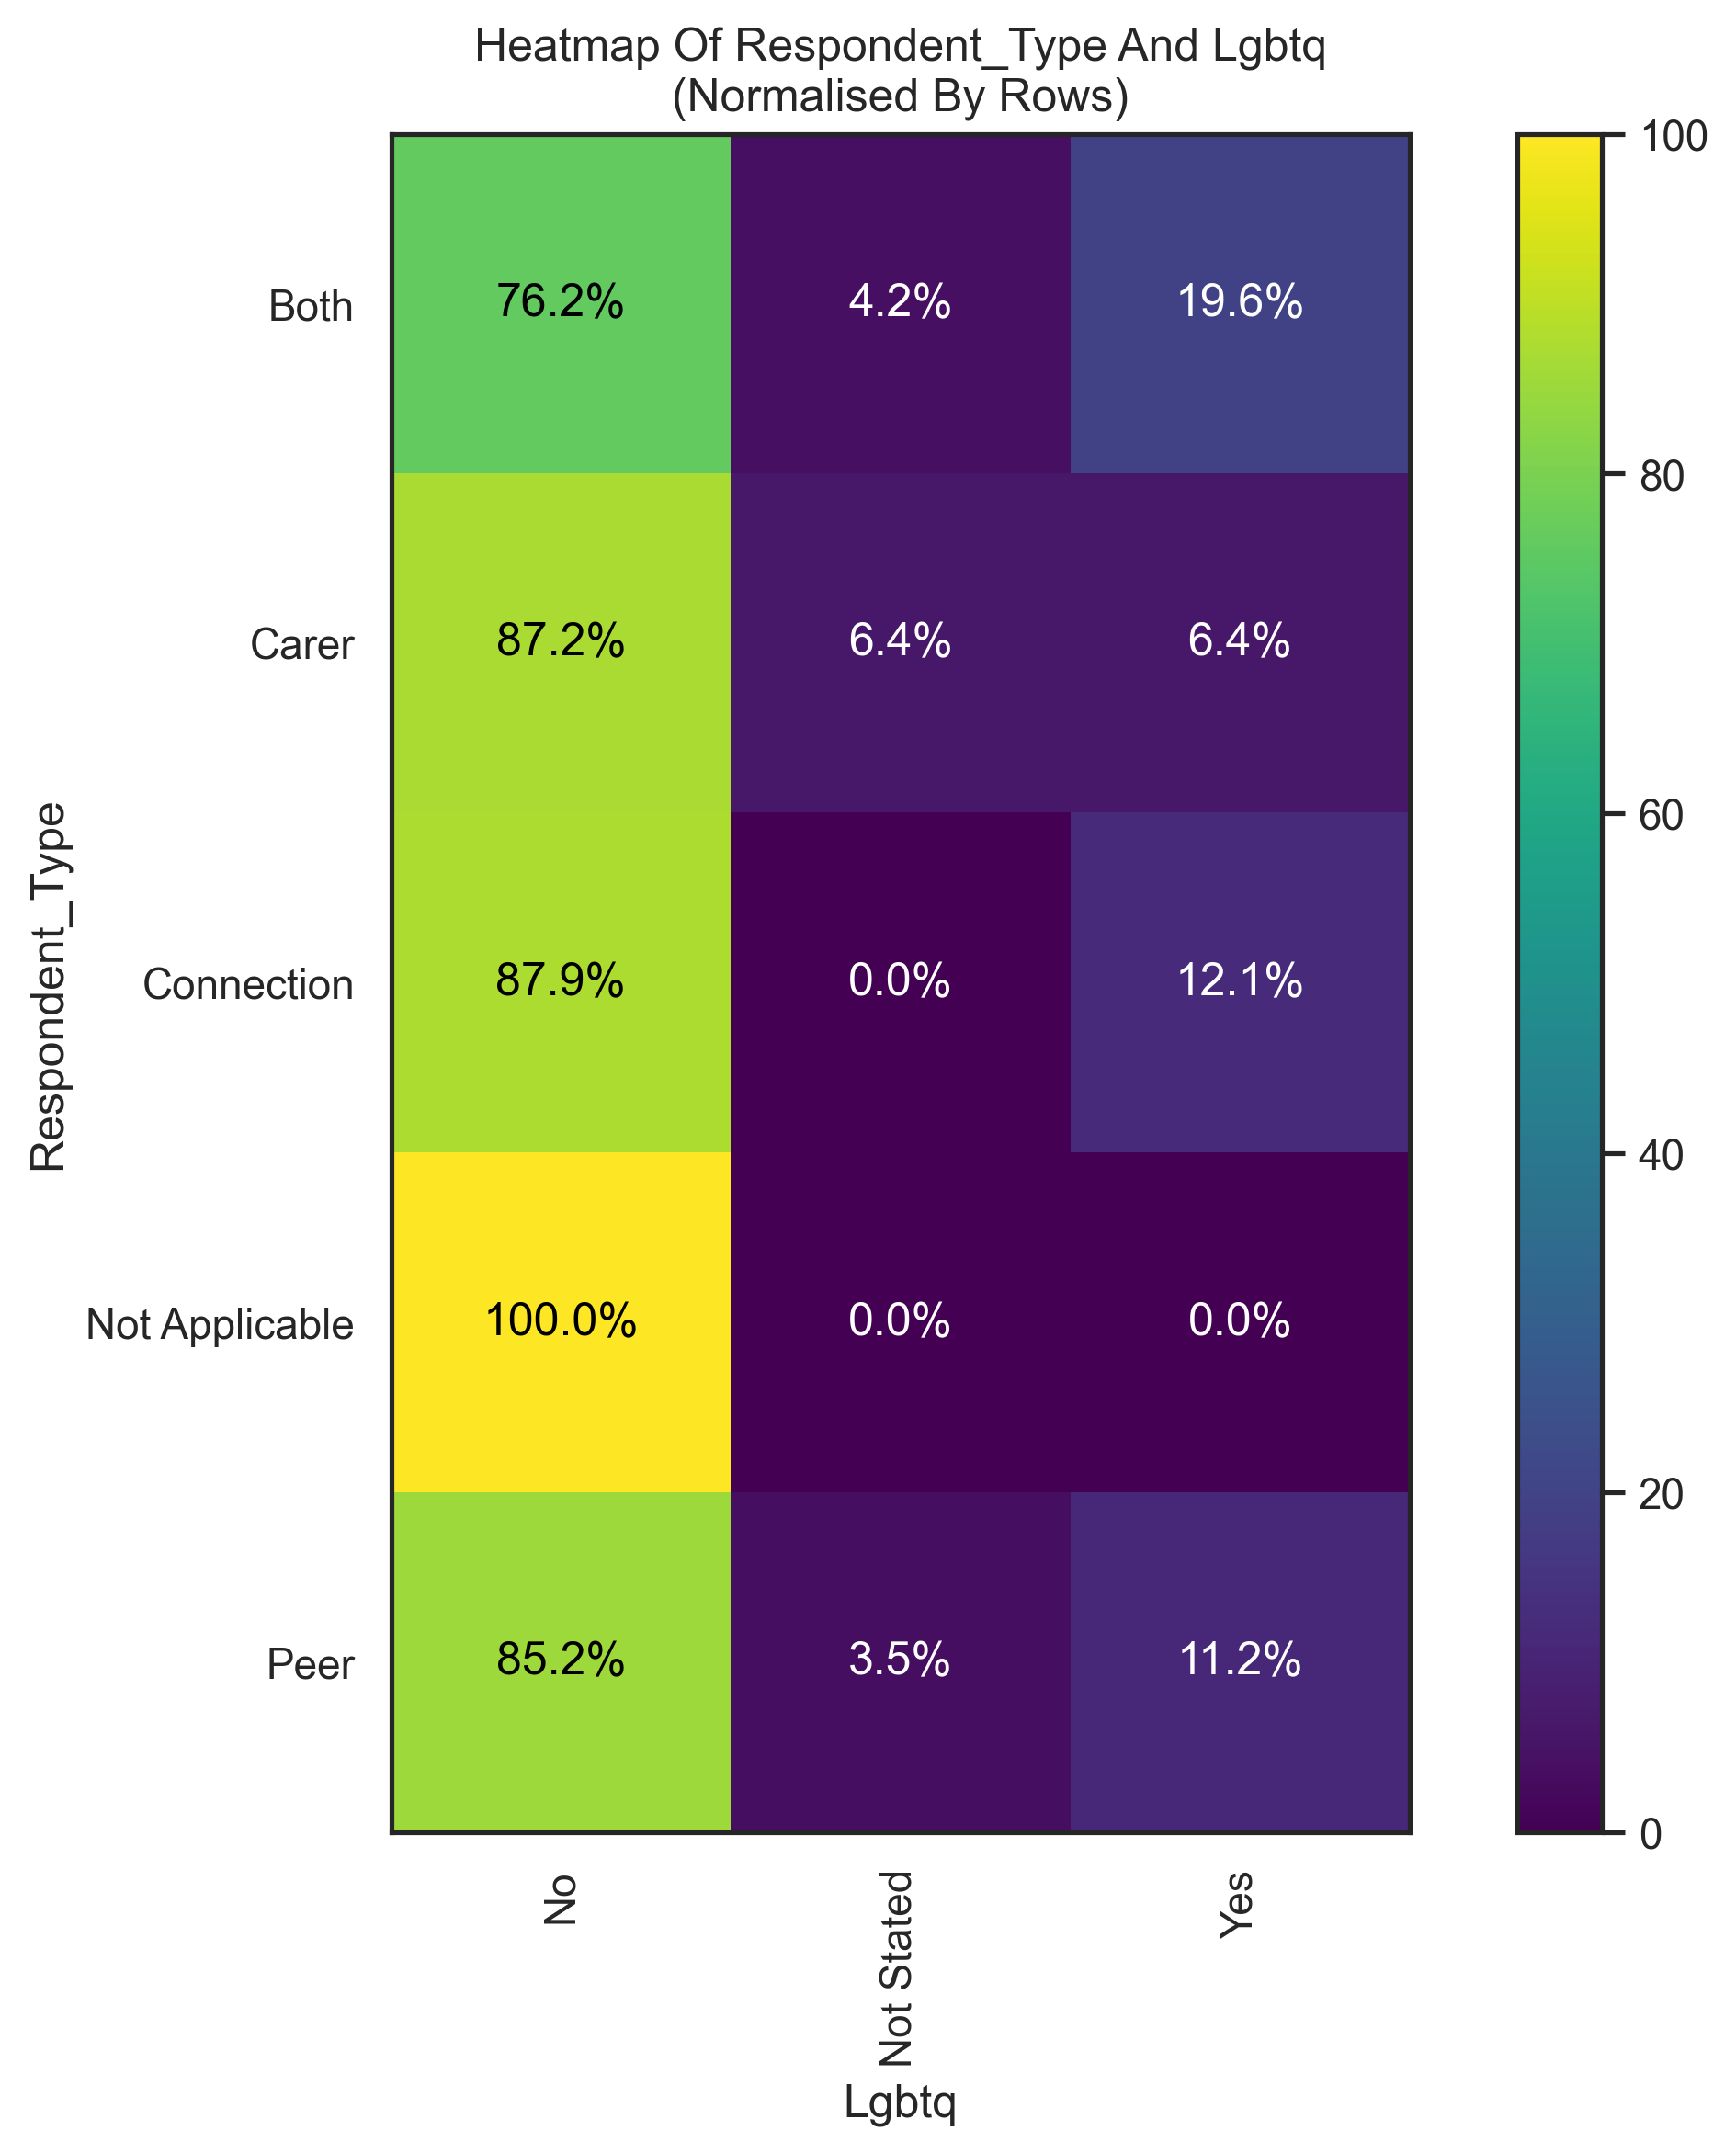 Heatmap Of Respondent_Type And Lgbtq
(Normalised By Rows)
Respondent_Type
Both 76.2% 4.2% 19.6%
Carer 87.2% 6.4% 6.4%
Connection 87.9% 0.0% 12.1%
Not Applicable 100.0% 0.0% 0.0%
Peer 85.2% 3.5% 11.2%
No Not Stated Yes
Lgbtq
100
80
60
40
20
0